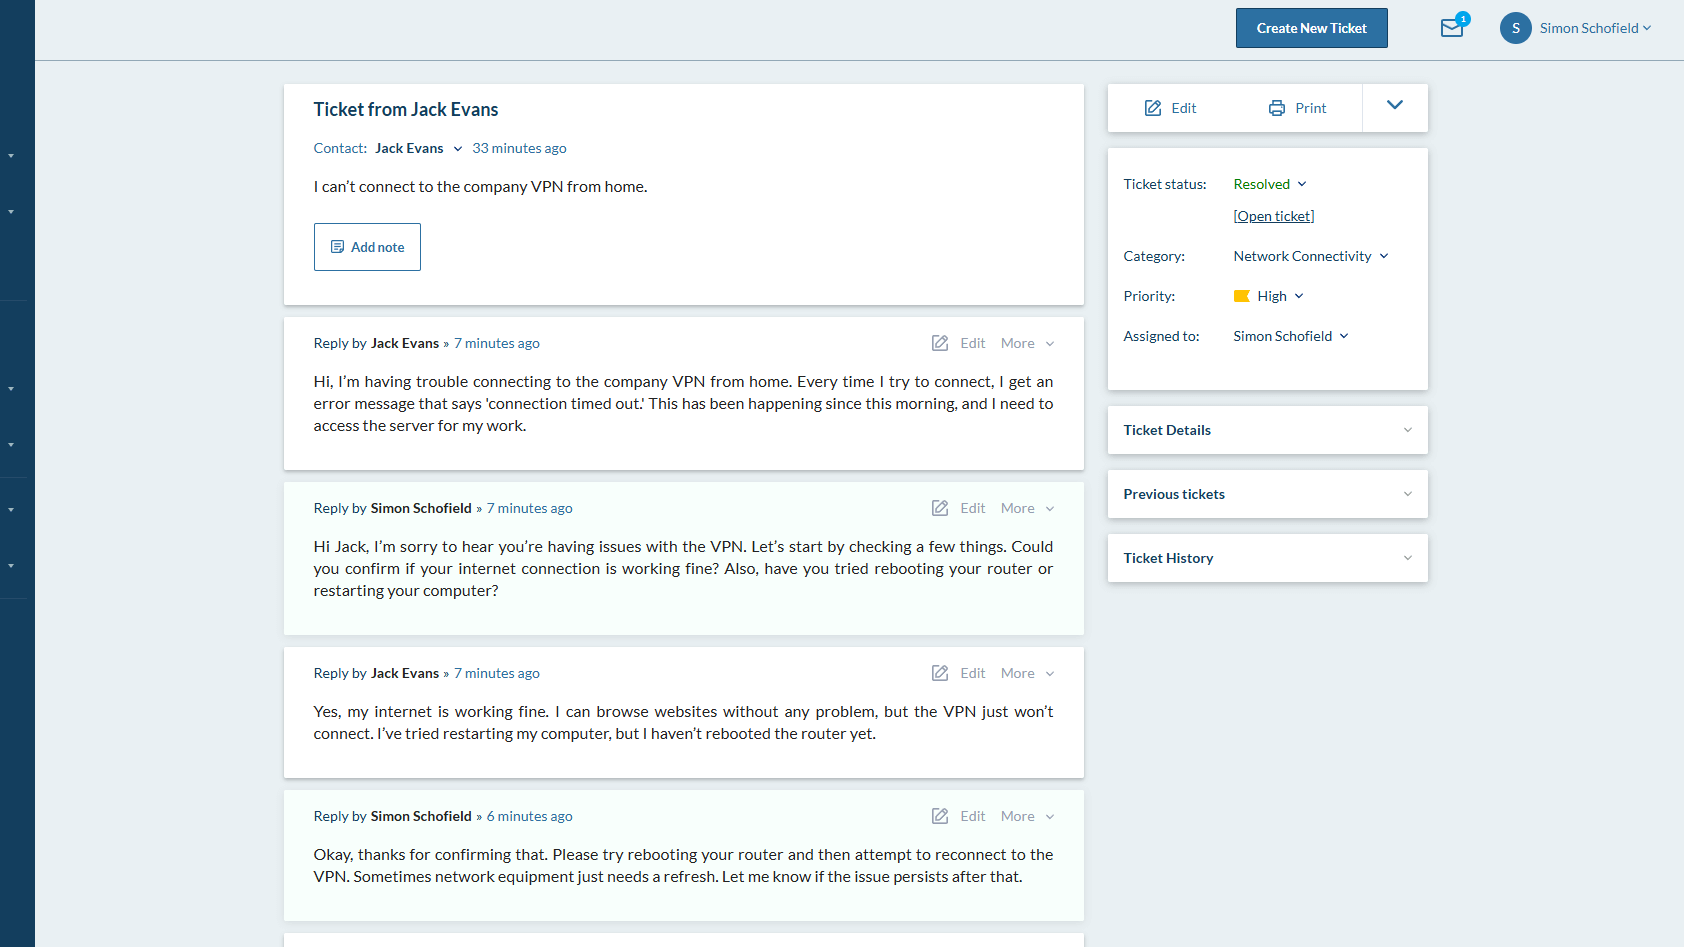 Create New Ticket
1
S
Simon Schofield
Ticket from Jack Evans
Contact: Jack Evans 33 minutes ago
I can’t connect to the company VPN from home.
Add note
Reply by Jack Evans » 7 minutes ago
Edit More
Hi, I’m having trouble connecting to the company VPN from home. Every time I try to connect, I get an
error message that says 'connection timed out.' This has been happening since this morning, and I need to
access the server for my work.
Reply by Simon Schofield » 7 minutes ago
Edit More
Hi Jack, I’m sorry to hear you’re having issues with the VPN. Let’s start by checking a few things. Could
you confirm if your internet connection is working fine? Also, have you tried rebooting your router or
restarting your computer?
Reply by Jack Evans » 7 minutes ago
Edit More
Yes, my internet is working fine. I can browse websites without any problem, but the VPN just won’t
connect. I’ve tried restarting my computer, but I haven’t rebooted the router yet.
Reply by Simon Schofield » 6 minutes ago
Edit More
Okay, thanks for confirming that. Please try rebooting your router and then attempt to reconnect to the
VPN. Sometimes network equipment just needs a refresh. Let me know if the issue persists after that.
Edit
Print
Ticket status: Resolved
[Open ticket]
Category: Network Connectivity
Priority: High
Assigned to: Simon Schofield
Ticket Details
Previous tickets
Ticket History